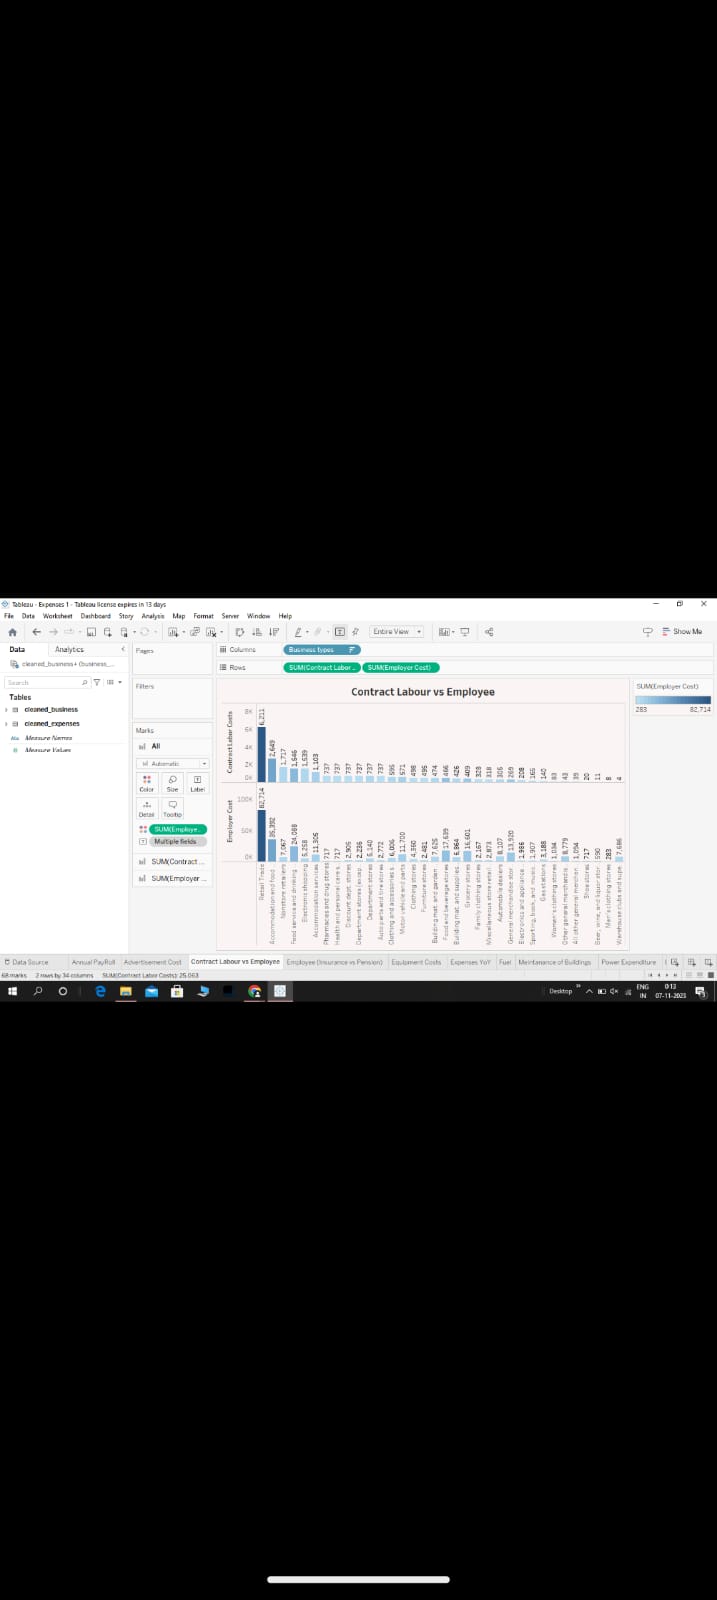 Tableau - Expenses 1 - Tableau license expires in 13 days
File Data Worksheet Dashboard Story Analysis Map Format Server Window Help
Entire View
Show Me
Data Analytics
Pages
Columns Business types
Rows SUM(Contract Labor .. SUM(Employer Cost)
cleaned_business+ (business_...
Search
Filters
Tables
cleaned_business
cleaned_expenses
Measure Names
Measure Values
Marks
All
Automatic
Color Size Label
Detail Tooltip
SUM(Employe..
Multiple fields
SUM(Contract ...
SUM(Employer ...
Contract Labour vs Employee
SUM(Employer Cost)
283 82,714
Contract Labor Costs
8K
6K
4K
2K
0K
6,211 2,649 1,717 1,646 1,539 1,103 737 737 737 737 737 737 595 571 498 495 474 466 426 409 328 318 306 269 208 165 140 83 43 39 20 11 8 4
Employer Cost
100K
50K
0K
82,714 35,392 7,067 24,088 5,258 11,305 717 717 2,905 2,236 5,140 2,772 6,006 11,700 4,360 2,481 7,625 17,639 6,864 16,601 2,167 2,873 8,107 13,920 1,986 1,907 3,188 1,034 8,779 1,094 717 590 283 7,686
Retail Trade
Accommodation and food ..
Nonstore retailers
Food services and drinking ..
Electronic shopping ..
Accommodation services
Pharmacies and drug stores
Health and personal care s..
Discount dept. stores
Department stores (exclu..
Department stores
Auto parts and tire stores
Clothing and accessories s..
Motor vehicle and parts ..
Clothing stores
Furniture stores
Building mat. and garden ..
Food and beverage stores
Building mat. and supplies ..
Grocery stores
Family clothing stores
Miscellaneous store retail..
Automobile dealers
General merchandise stor..
Electronics and appliance ..
Sporting, book, and music..
Gas stations
Women's clothing stores
Other general merchandis..
All other general merchan..
Shoe stores
Beer, wine, and liquor stor..
Men's clothing stores
Warehouse clubs and supe..
Data Source Annual PayRoll Advertisement Cost Contract Labour vs Employee Employee (Insurance vs Pension) Equipment Costs Expenses YoY Fuel Meintanance of Buildings Power Expenditure
68 marks 2 rows by 34 columns SUM(Contract Labor Costs): 25,063
Desktop ENG 0:13
IN 07-11-2023